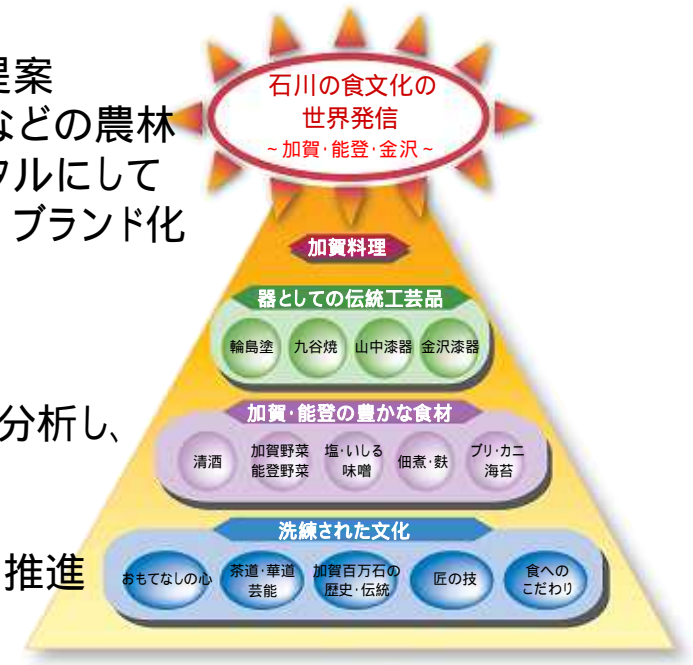 提案
などの農林
タルにして
ブランド化
分析し、
推進
石川の食文化の
世界発信
~加賀・能登・金沢~
加賀料理
器としての伝統工芸品
輪島塗
九谷焼
山中漆器
金沢漆器
加賀・能登の豊かな食材
清酒
加賀野菜
能登野菜
塩・いしる
味噌
佃煮・麩
ブリ・カニ
海苔
洗練された文化
おもてなしの心
茶道・華道
芸能
加賀百万石の
歴史・伝統
匠の技
食への
こだわり